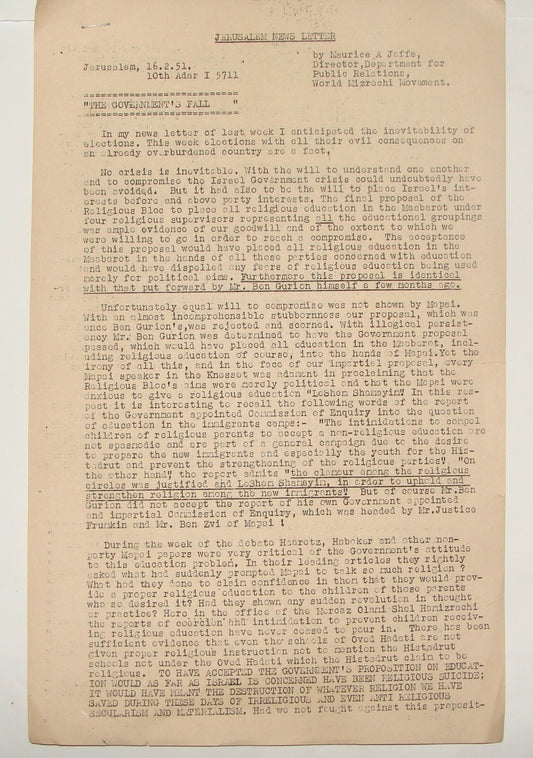 JERUSALEM NEWS LETTER
by Maurice A Jaffe,
Jerusalem, 16.2.51.
Director,Department for
10th Adar I 5711
Public Relations,
World Mizrachi Movement.
"THE GOVERNMENT'S FALL "
In my news letter of last week I anticipated the inevitability of
elections. This week elections with all their evil consequences on
an already overburdened country are a fact.
No crisis is inevitable. With the will to understand one another
and to compromise the Israel Government crisis could undoubtedly have
been avoided. But it had also to be the will to place Israel's int-
erests before and above party interests. The final proposal of the
Religious Bloc to place all religious education in the Maabarot under
four religious supervisors representing all the educational groupings
was ample evidence of our goodwill and of the extent to which we
were willing to go in order to reach a compromise. The acceptance
of this proposal would have placed all religious education in the
Maabarot in the hands of all those parties concerned with education
and would have dispelled any fears of religious education being used
merely for political aims. Furthermore this proposal is identical
with that put forward by Mr. Ben Gurion himself a few months ago.
Unfortunately equal will to compromise was not shown by Mapai.
With an almost incomprehensible stubbornness our proposal, which was
once Ben Gurion's,was rejected and scorned. With illogical persist-
ency Mr. Ben Gurion was determined to have the Government proposal
passed, which would have placed all education in the Maabarot, incl-
uding religious education of course, into the hands of Mapai.Yet the
irony of all this, and in the face of our impartial proposal, every
Mapai speaker in the Knesset was adamant in proclaiming that the
Religious Bloc's aims were merely political and that the Mapai were
anxious to give a religious education "LeShem Shamayim"! In this res-
pect it is interesting to recall the following words of the report
of the Government appointed Commission of Enquiry into the question
of education in the immigrants camps:- "The intimidations to compel
children of religious parents to accept a non-religious education are
not spasmodic and are part of a general campaign due to the desire
to prepare the new immigrants and especially the youth for the His-
tadrut and prevent the strengthening of the religious parties". "On
the other hand", the report admits "the clamour among the religious
circles was justified and LeShem Shamayim, in order to uphold and
strengthen religion among the new immigrants". But of course Mr.Ben
Gurion did not accept the report of his own Government appointed
and impartial Commission of Enquiry, which was headed by Mr.Justice
Frumkin and Mr. Ben Zvi of Mapai !
During the week of the debate Haaretz, Haboker and other non-
party Mapai papers were very critical of the Government's attitude
to this education problem. In their leading articles they rightly
asked what had suddenly prompted Mapai to talk so much religion ?
What had they done to claim confidence in them that they would prov-
ide a proper religious education to the children of those parents
who so desired it? Had they shown any sudden revolution in thought
or practice? Here in the office of the Mercaz Olami Shel Hamizrachi
the reports of coercion and intimidation to prevent children receiv-
ing religious education have never ceased to pour in. There has been
sufficient evidence that even the schools of Oved Hadati are not
given proper religious instruction not to mention the Histadrut
schools not under the Oved Hadati which the Histadrut claim to be
religious. TO HAVE ACCEPTED THE GOVERNMENT'S PROPOSITION ON EDUCAT-
ION WOULD AS FAR AS ISRAEL IS CONCERNED HAVE BEEN RELIGIOUS SUICIDE;
IT WOULD HAVE MEANT THE DESTRUCTION OF WHATEVER RELIGION WE HAVE
SAVED DURING THESE DAYS OF IRRELIGIOUS AND EVEN ANTI RELIGIOUS
SECULARISM AND MATERIALISM. Had we not fought against this proposit-